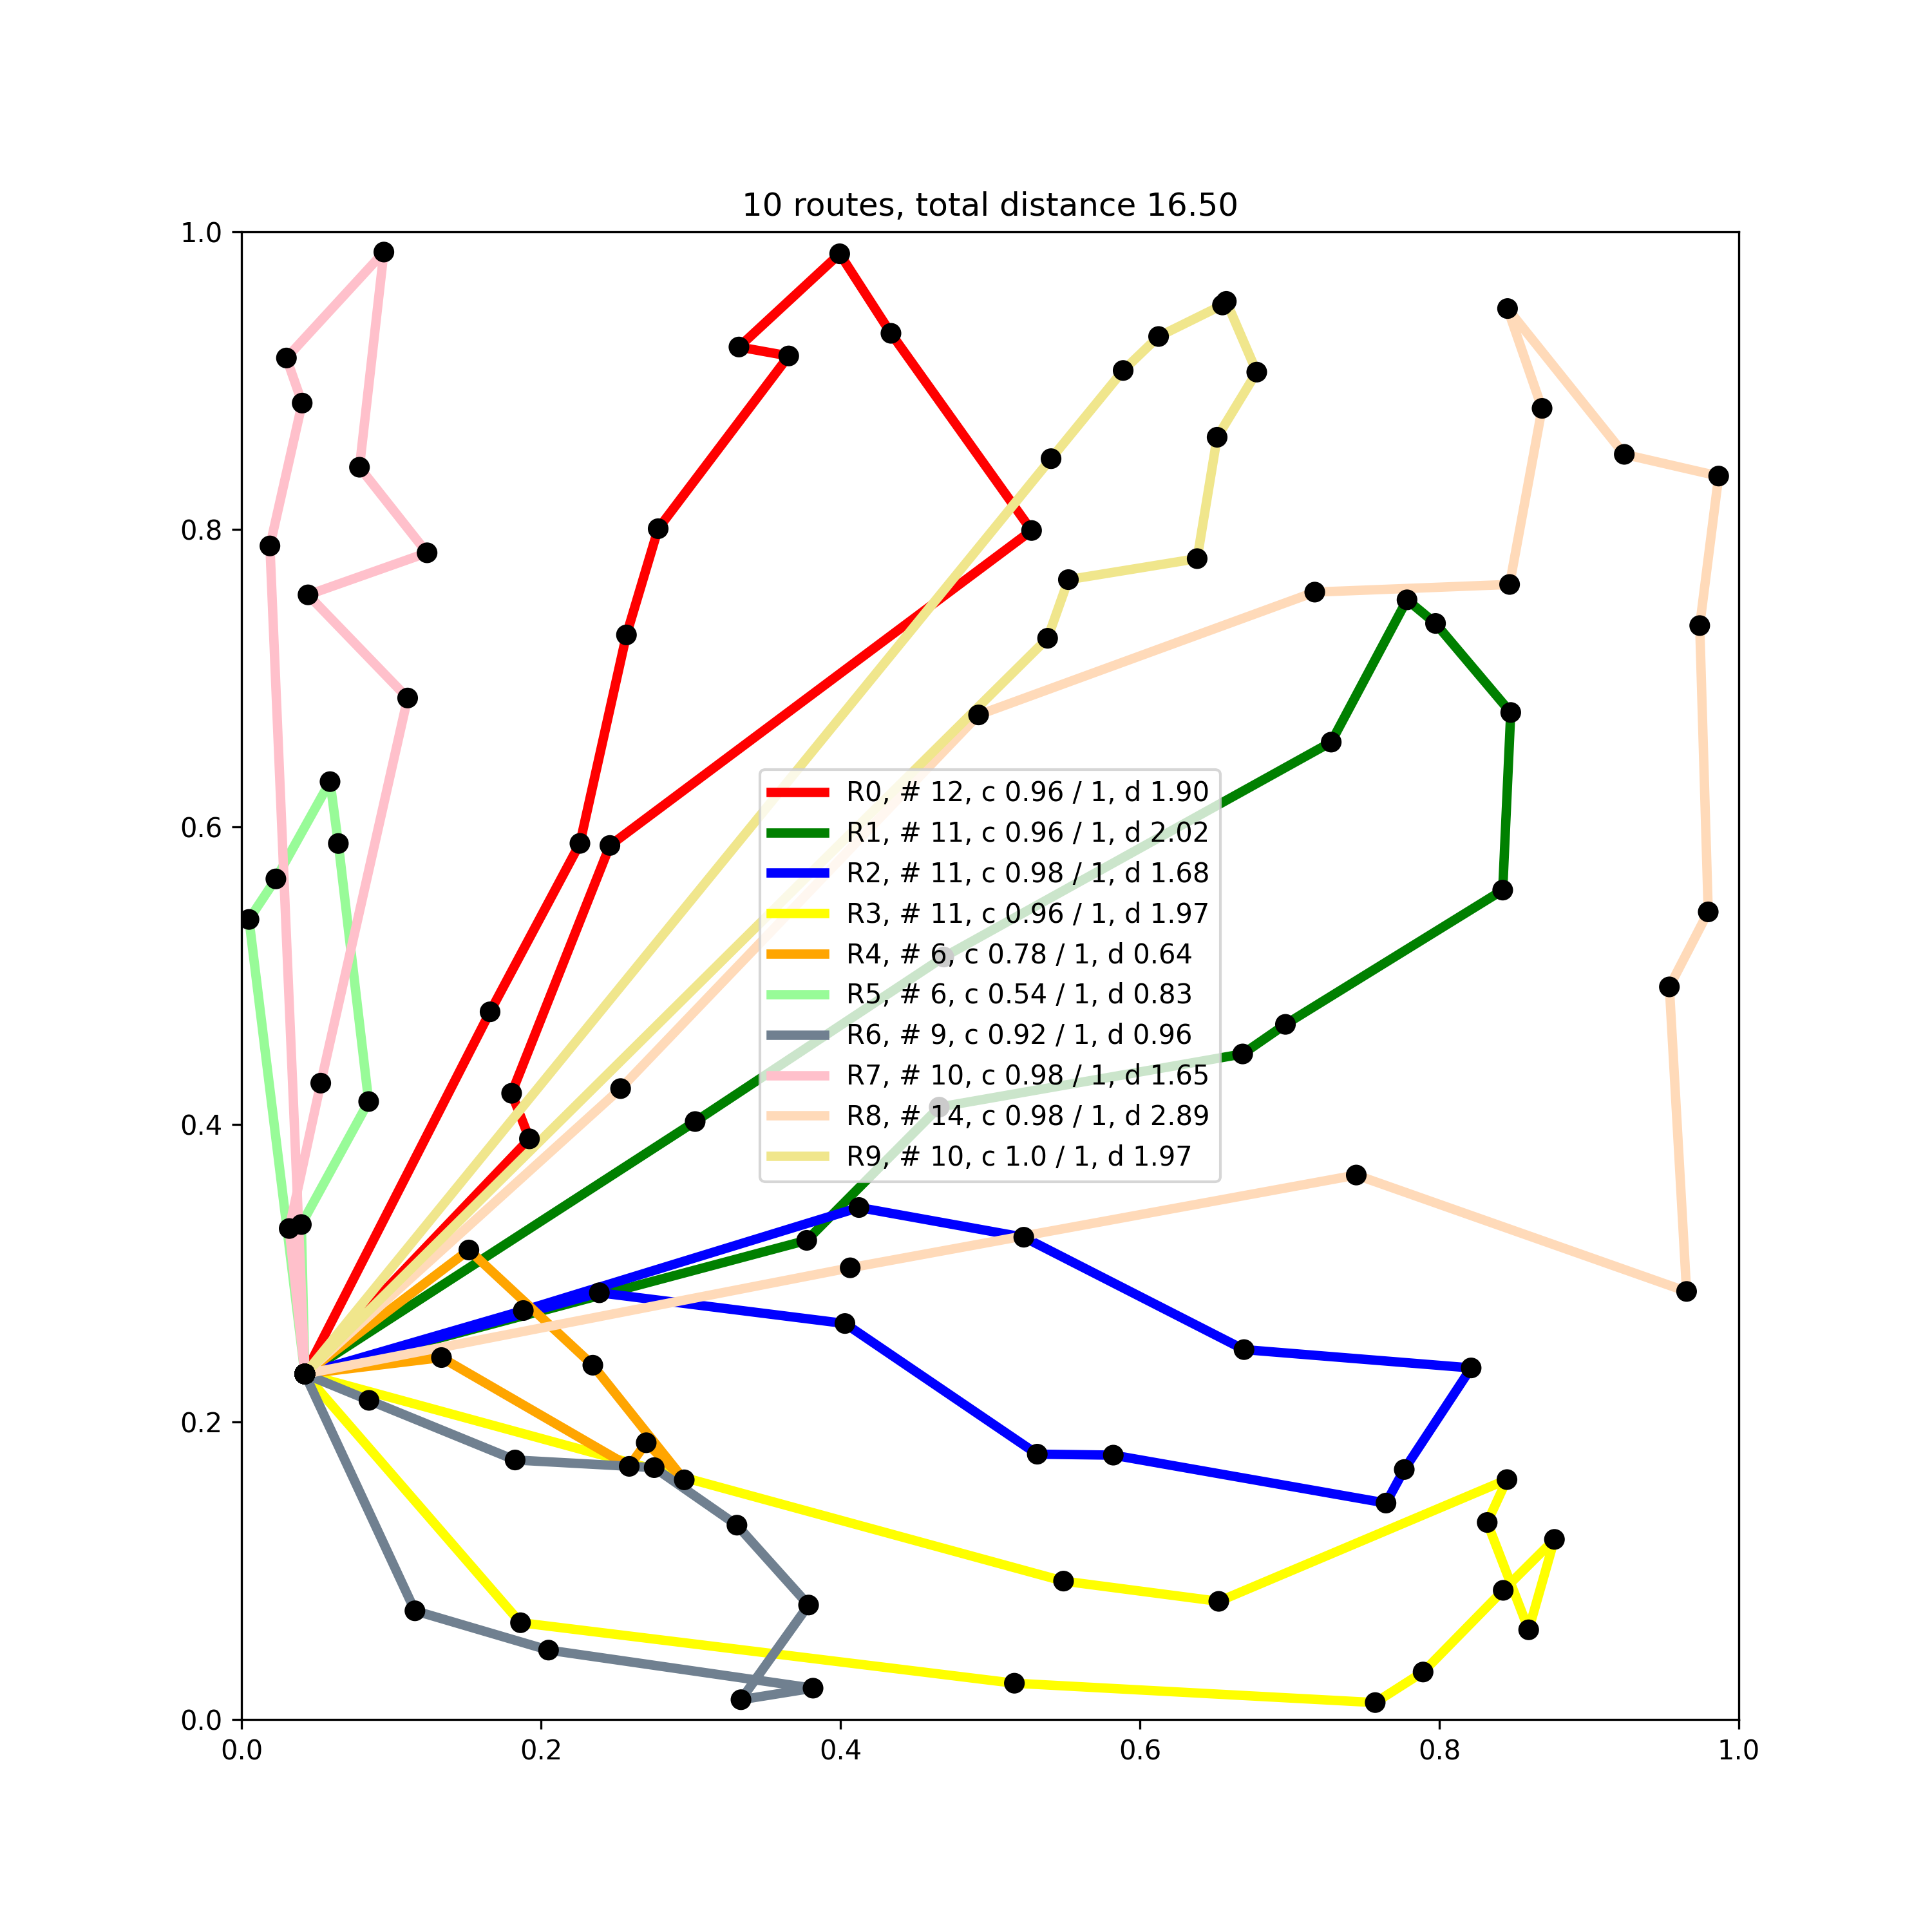 10 routes, total distance 16.50
1.0
0.8
0.6
0.4
0.2
0.0
R0, # 12, c 0.96 / 1, d 1.90
R1, # 11, c 0.96 / 1, d 2.02
R2, # 11, c 0.98 / 1, d 1.68
R3, # 11, c 0.96 / 1, d 1.97
R4, # 6, c 0.78 / 1, d 0.64
R5, # 6, c 0.54 / 1, d 0.83
R6, # 9, c 0.92 / 1, d 0.96
R7, # 10, c 0.98 / 1, d 1.65
R8, # 14, c 0.98 / 1, d 2.89
R9, # 10, c 1.0 / 1, d 1.97
0.0 0.2 0.4 0.6 0.8 1.0